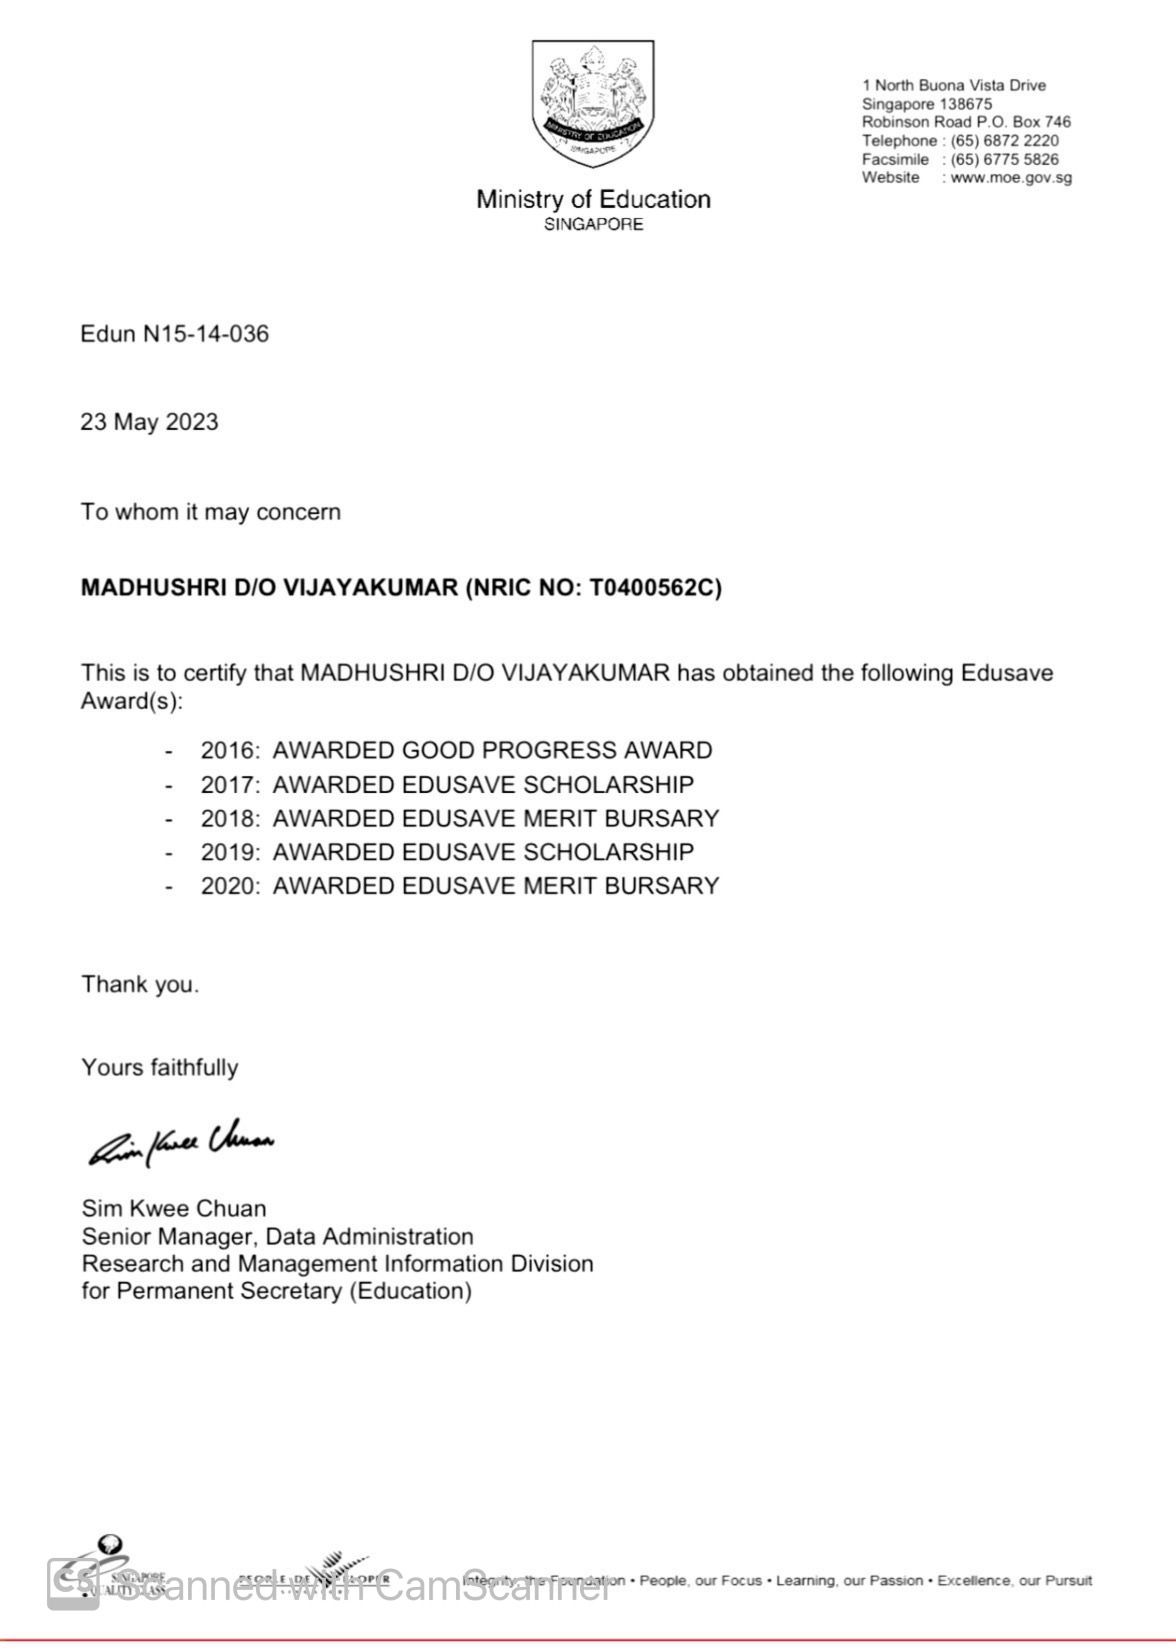 MINISTRY OF EDUCATION
SINGAPORE
Ministry of Education
SINGAPORE
1 North Buona Vista Drive
Singapore 138675
Robinson Road P.O. Box 746
Telephone : (65) 6872 2220
Facsimile : (65) 6775 5826
Website : www.moe.gov.sg
Edun N15-14-036
23 May 2023
To whom it may concern
MADHUSHRI D/O VIJAYAKUMAR (NRIC NO: T0400562C)
This is to certify that MADHUSHRI D/O VIJAYAKUMAR has obtained the following Edusave
Award(s):
- 2016: AWARDED GOOD PROGRESS AWARD
- 2017: AWARDED EDUSAVE SCHOLARSHIP
- 2018: AWARDED EDUSAVE MERIT BURSARY
- 2019: AWARDED EDUSAVE SCHOLARSHIP
- 2020: AWARDED EDUSAVE MERIT BURSARY
Thank you.
Yours faithfully
Sim Kwee Chuan
Sim Kwee Chuan
Senior Manager, Data Administration
Research and Management Information Division
for Permanent Secretary (Education)
SINGAPORE
QUALITY CLASS
PEOPLE DEVELOPER
Integrity, the Foundation • People, our Focus • Learning, our Passion • Excellence, our Pursuit
CS Scanned with CamScanner